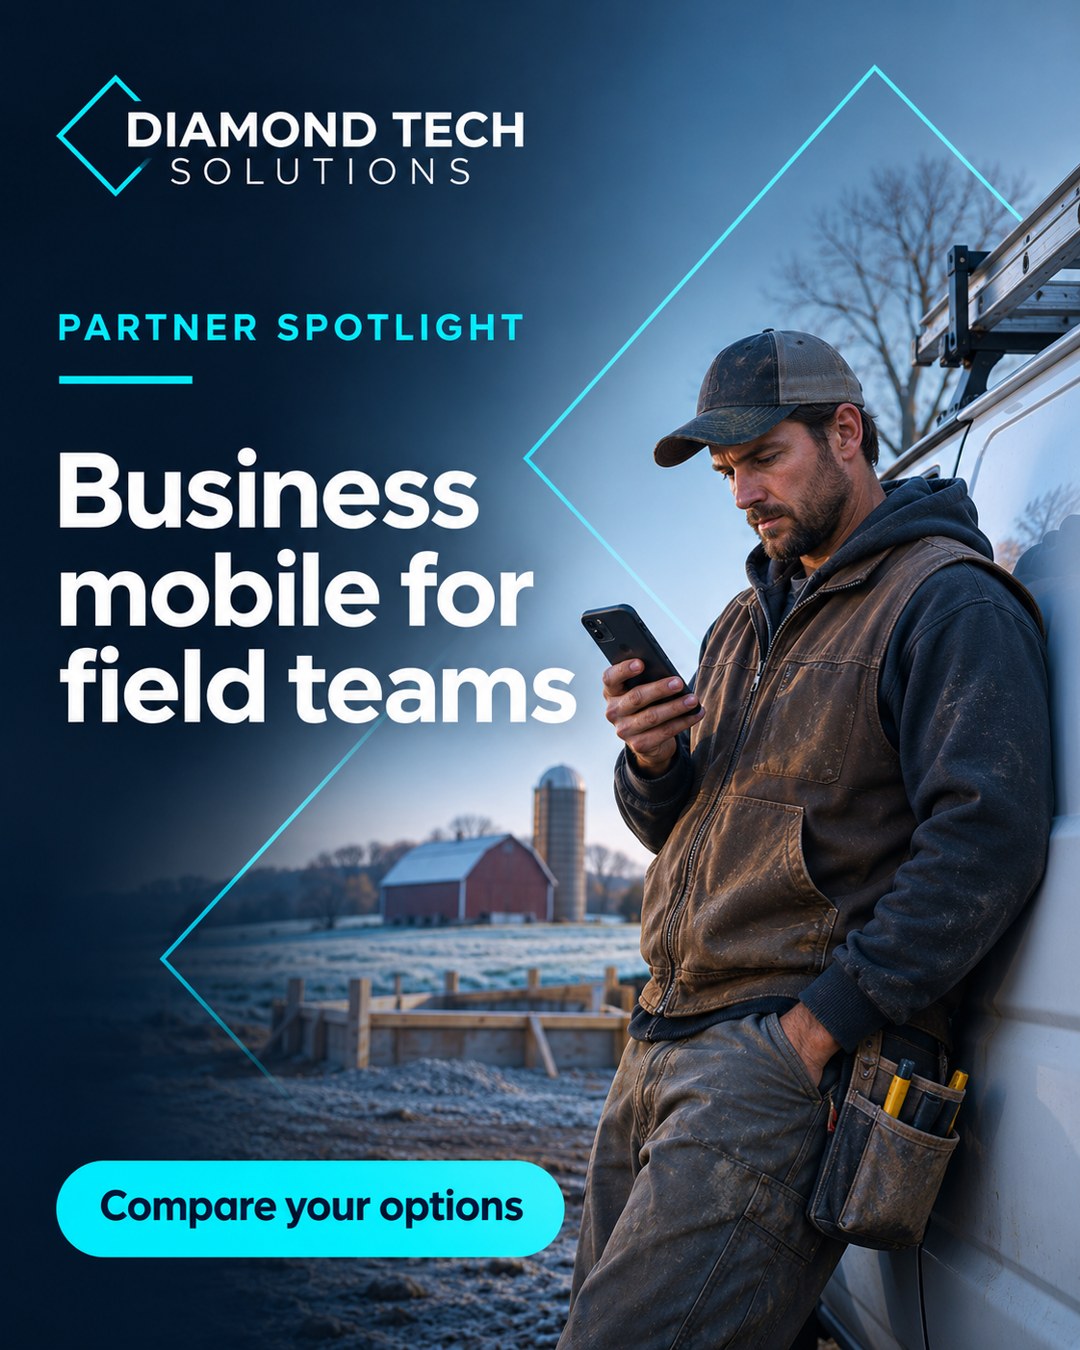 DIAMOND TECH
SOLUTIONS
PARTNER SPOTLIGHT
Business
mobile for
field teams
Compare your options